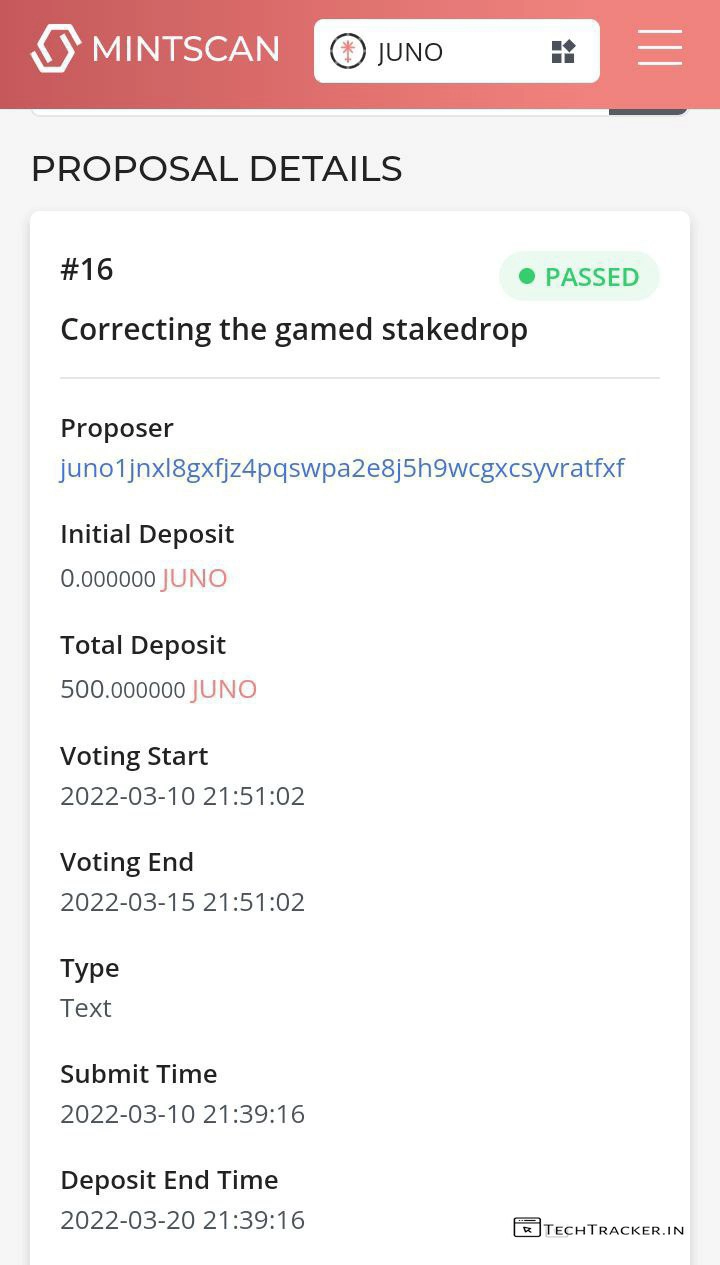 MINTSCAN
JUNO
PROPOSAL DETAILS
#16
PASSED
Correcting the gamed stakedrop
Proposer
juno1jnxl8gxfjz4pqswpa2e8j5h9wcgxcsyvratfxf
Initial Deposit
0.000000 JUNO
Total Deposit
500.000000 JUNO
Voting Start
2022-03-10 21:51:02
Voting End
2022-03-15 21:51:02
Type
Text
Submit Time
2022-03-10 21:39:16
Deposit End Time
2022-03-20 21:39:16
TECHTRACKER.IN